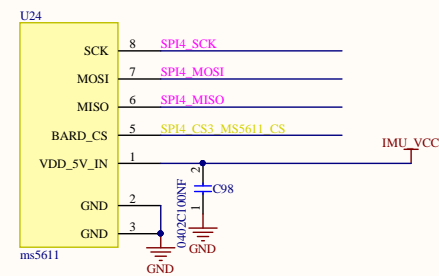 U24
SCK 8 SPI4_SCK
MOSI 7 SPI4_MOSI
MISO 6 SPI4_MISO
BARD_CS 5 SPI4_CS3_MS5611_CS
VDD_5V_IN 1 IMU_VCC
2 C98 1
0402C100NF
GND 2
GND 3
GND
GND
ms5611